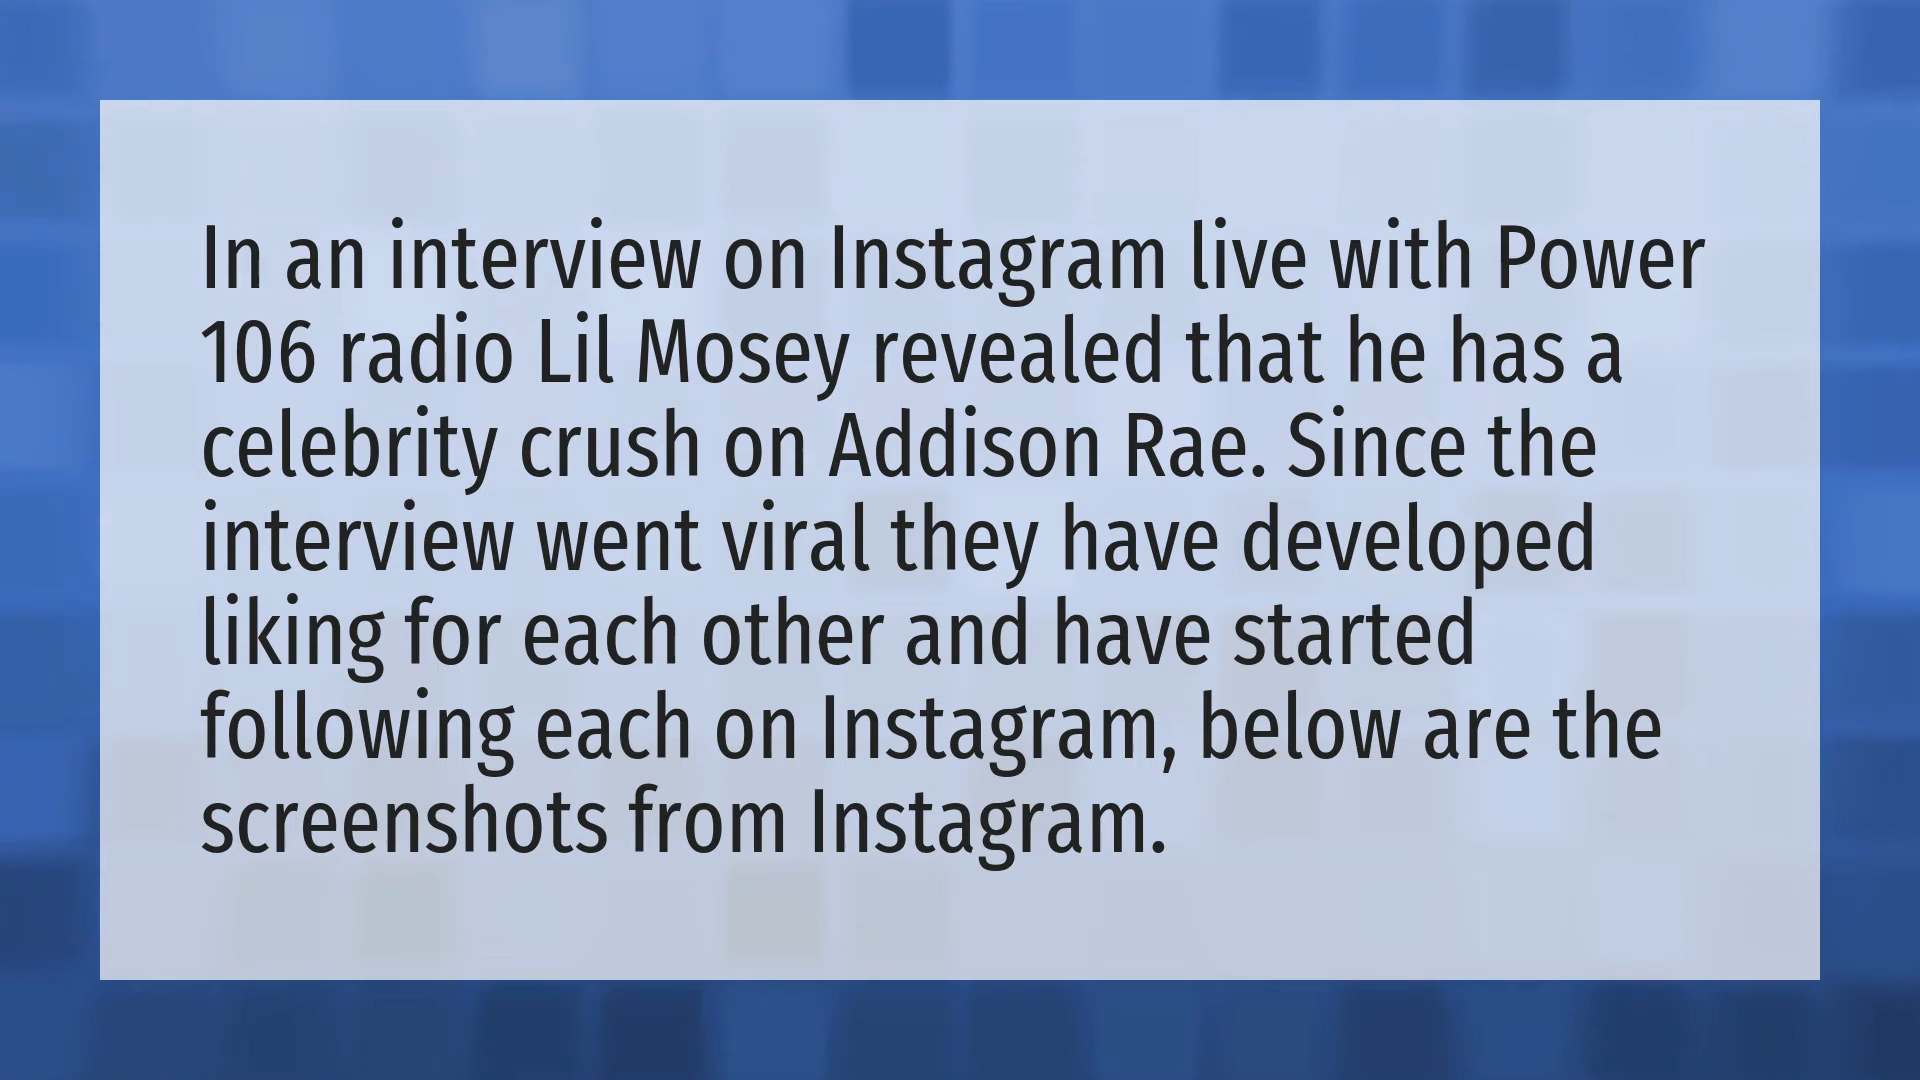 In an interview on Instagram live with Power
106 radio Lil Mosey revealed that he has a
celebrity crush on Addison Rae. Since the
interview went viral they have developed
liking for each other and have started
following each on Instagram, below are the
screenshots from Instagram.